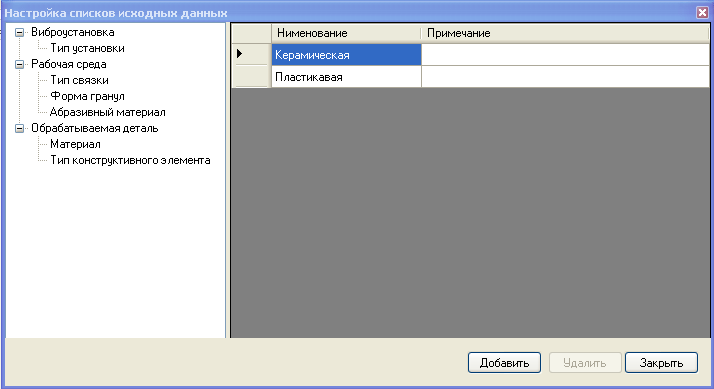 Настройка списков исходных данных
Виброустановка
Тип установки
Рабочая среда
Тип связки
Форма гранул
Абразивный материал
Обрабатываемая деталь
Материал
Тип конструктивного элемента
Нименование Примечание
Керамическая
Пластикавая
Добавить Удалить Закрыть